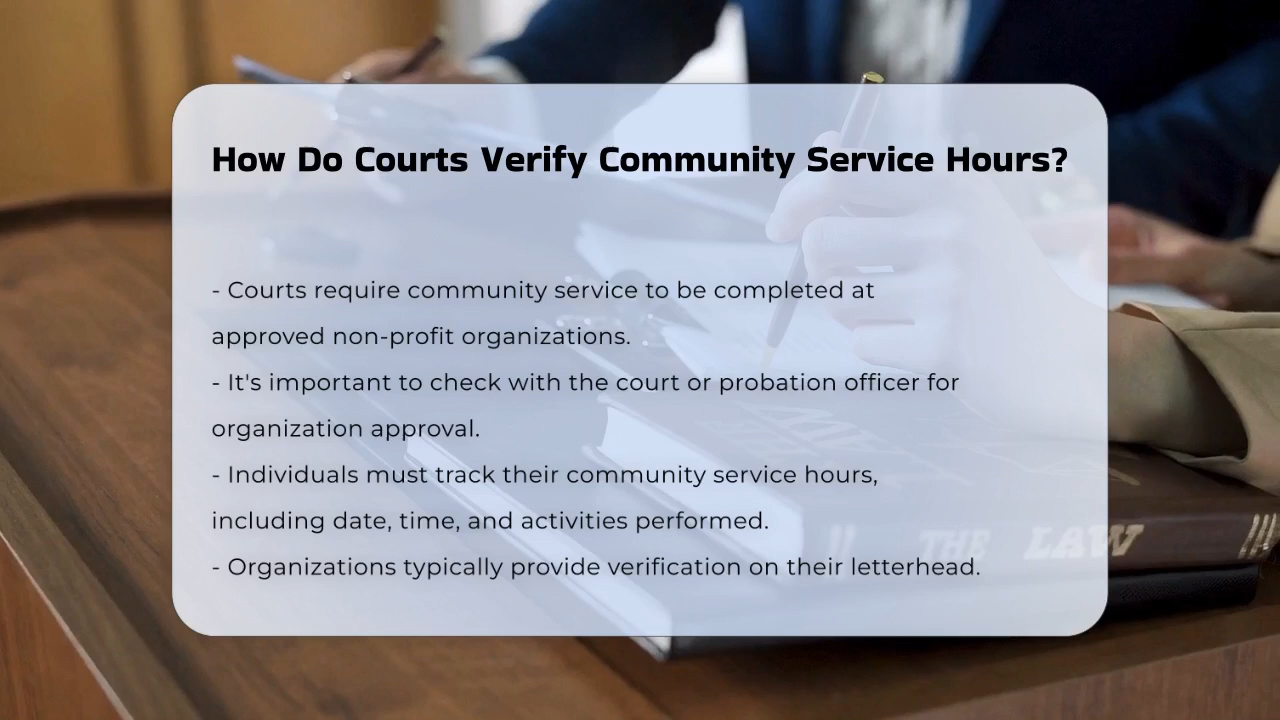 How Do Courts Verify Community Service Hours?
- Courts require community service to be completed at
approved non-profit organizations.
- It's important to check with the court or probation officer for
organization approval.
- Individuals must track their community service hours,
including date, time, and activities performed.
- Organizations typically provide verification on their letterhead.
THE LAW